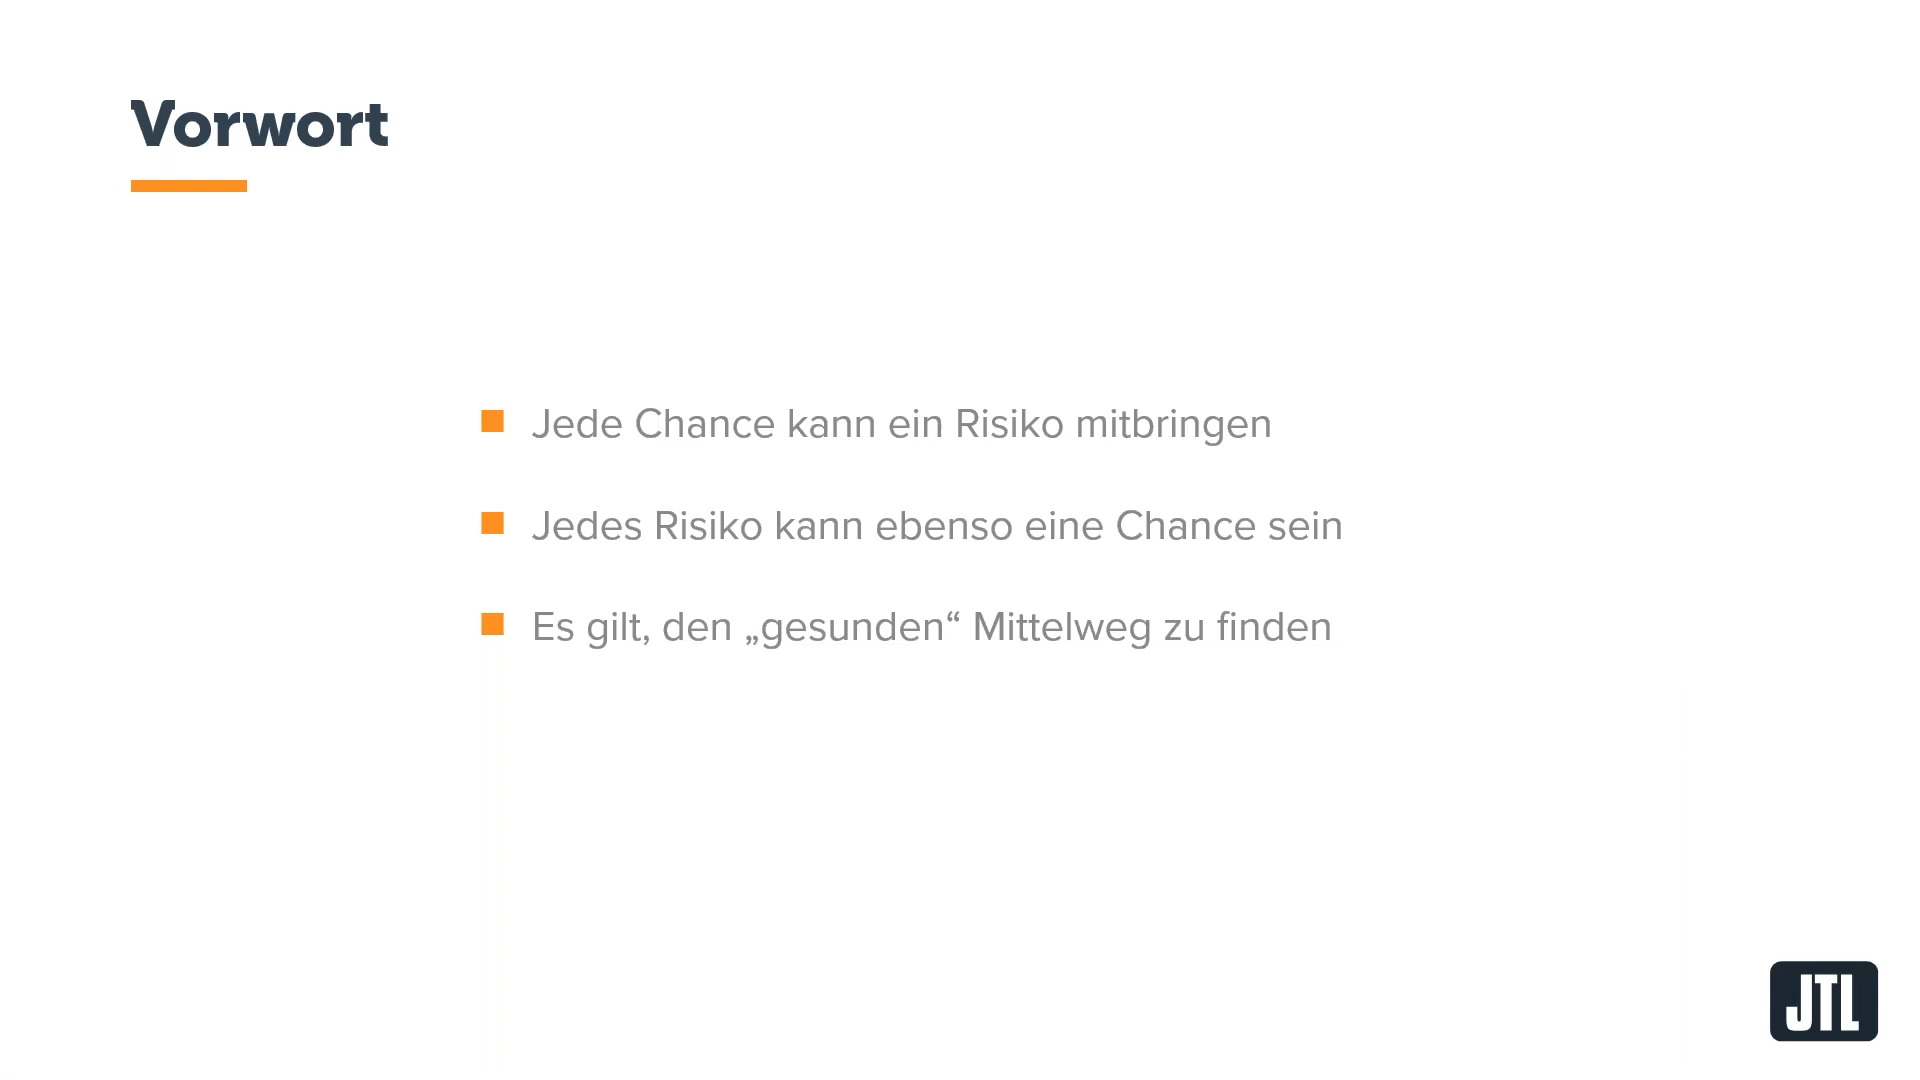 Vorwort
Jede Chance kann ein Risiko mitbringen
Jedes Risiko kann ebenso eine Chance sein
Es gilt, den „gesunden“ Mittelweg zu finden
JTL